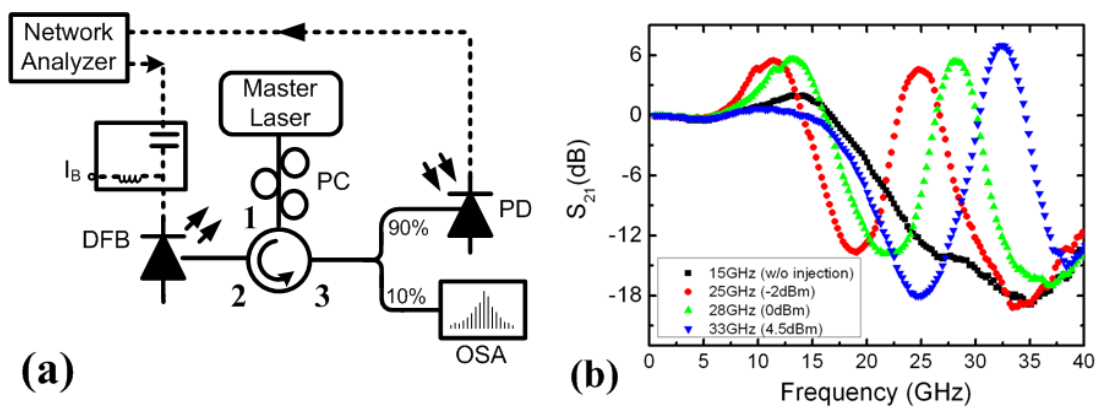 Network
Analyzer
Master
Laser
I_B
PC
PD
DFB
1
2
3
90%
10%
OSA
(a)
6
0
-6
-12
-18
S_21(dB)
15GHz (w/o injection)
25GHz (-2dBm)
28GHz (0dBm)
33GHz (4.5dBm)
0 5 10 15 20 25 30 35 40
Frequency (GHz)
(b)